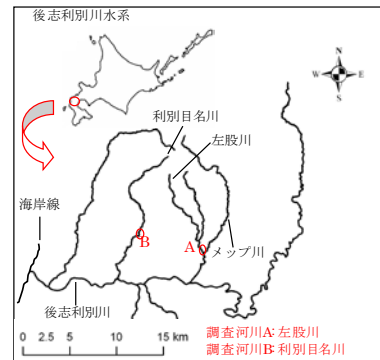 後志利別川水系
N
W E
S
利別目名川
左股川
海岸線
B
A
メップ川
後志利別川
0 2.5 5 10 15 km
調査河川A: 左股川
調査河川B: 利別目名川